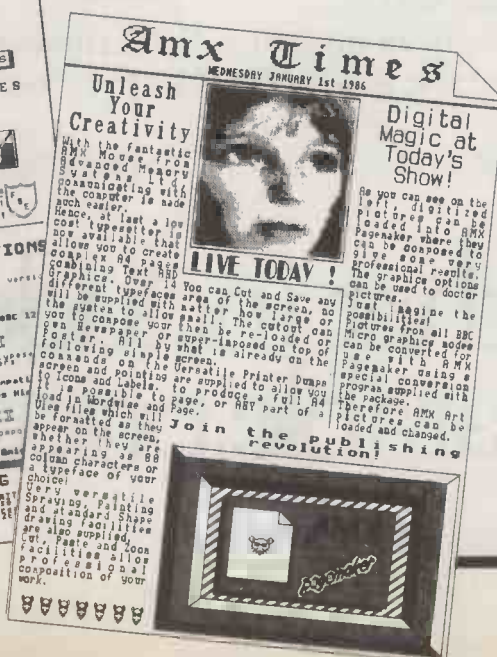 Amx Times
WEDNESDAY JANUARY 1st 1986
Unleash
Your
Creativity
With the fantastic
AMX Mouse from
Advanced Memory
Systems Ltd,
communicating with
the computer is made
much easier.
Hence, at last a low
cost typesetter is
now available that
allows you to create
complex A4 pages
combining Text AND
Graphics. Over 14
different typefaces
will be supplied with
the system to allow
you to compose your
own Newspaper or
Poster. All by
following simple
commands on the
screen and pointing
to Icons and Labels.
It is possible to
load in Wordwise and
View files which will
be formatted as they
appear on the screen,
whether they are
appearing as 80
column characters or
a typeface of your
choice!
Very versatile
Spraying, Painting
and standard Shape
drawing facilities
are also supplied.
Cut, Paste and Zoom
facilities allow
professional
composition of your
work.
LIVE TODAY !
You can Cut and Save any
area of the screen, no
matter how large or
small. The cutout can
then be re-loaded or
super-imposed on top of
what is already on the
screen.
Versatile Printer Dumps
are supplied to allow you
to produce a full A4
page, or ANY part of a
Page.
Digital
Magic at
Today's
Show!
As you can see on the
left, digitized
pictures can be
loaded into AMX
Pagemaker where they
can be composed to
give some very
Professional results.
The graphics options
can be used to doctor
pictures.
Just imagine the
possibilities!
Pictures from all BBC
Micro graphics modes
can be converted for
use with AMX
Pagemaker using a
special conversion
program supplied with
the package.
Therefore AMX Art
pictures can be
loaded and changed.
Join the publishing
revolution!
pagemaker